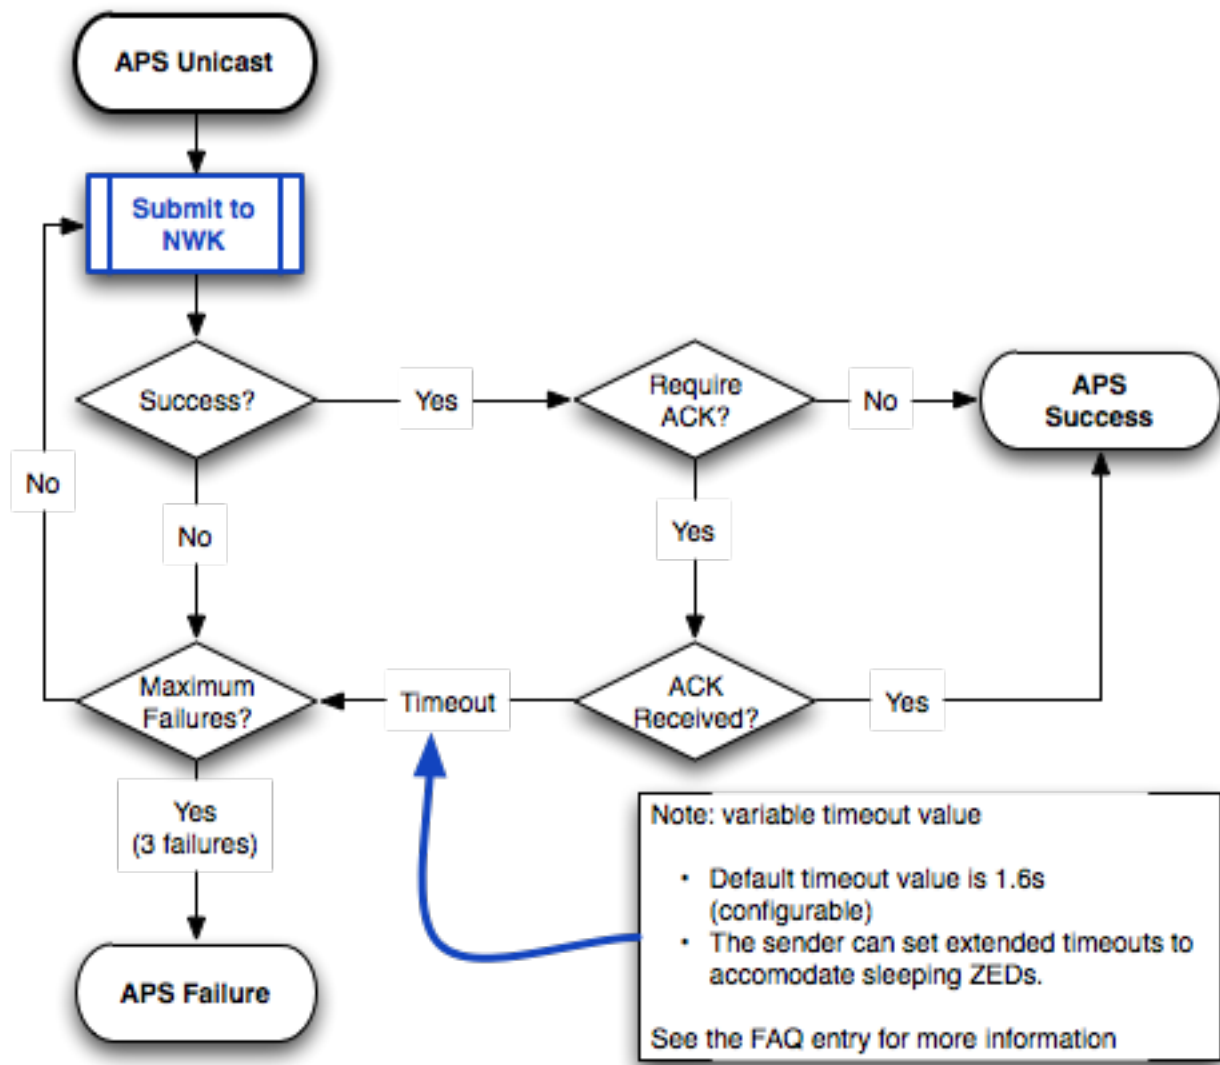 APS Unicast
Submit to
NWK
Success?
Yes
Require
ACK?
No
APS
Success
No
No
Yes
Maximum
Failures?
Timeout
ACK
Received?
Yes
Yes
(3 failures)
APS Failure
Note: variable timeout value
• Default timeout value is 1.6s
(configurable)
• The sender can set extended timeouts to
accomodate sleeping ZEDs.
See the FAQ entry for more information